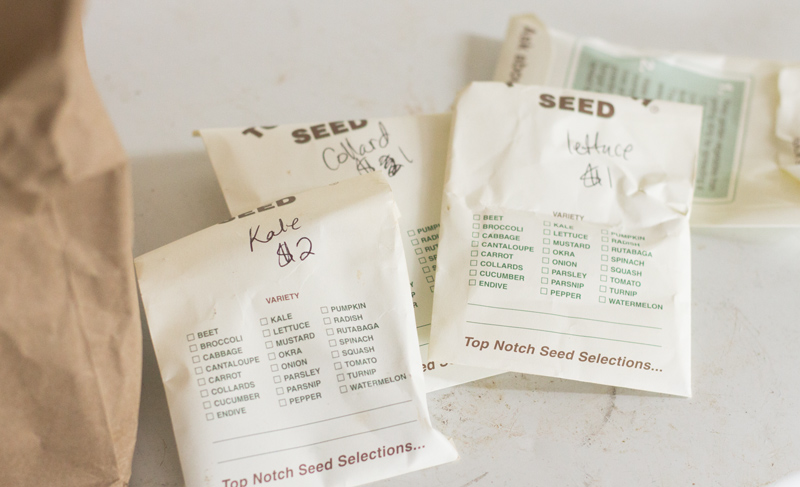 SEED
Kale
$2
VARIETY
☐ BEET
☐ BROCCOLI
☐ CABBAGE
☐ CANTALOUPE
☐ CARROT
☐ COLLARDS
☐ CUCUMBER
☐ ENDIVE
☐ KALE
☐ LETTUCE
☐ MUSTARD
☐ OKRA
☐ ONION
☐ PARSLEY
☐ PARSNIP
☐ PEPPER
☐ PUMPKIN
☐ RADISH
☐ RUTABAGA
☐ SPINACH
☐ SQUASH
☐ TOMATO
☐ TURNIP
☐ WATERMELON
Top Notch Seed Selections...
SEED
Collard
$1
SEED
lettuce
$1
VARIETY
☐ BEET
☐ BROCCOLI
☐ CABBAGE
☐ CANTALOUPE
☐ CARROT
☐ COLLARDS
☐ CUCUMBER
☐ ENDIVE
☐ KALE
☐ LETTUCE
☐ MUSTARD
☐ OKRA
☐ ONION
☐ PARSLEY
☐ PARSNIP
☐ PEPPER
☐ PUMPKIN
☐ RADISH
☐ RUTABAGA
☐ SPINACH
☐ SQUASH
☐ TOMATO
☐ TURNIP
☐ WATERMELON
Top Notch Seed Selections...
Ask